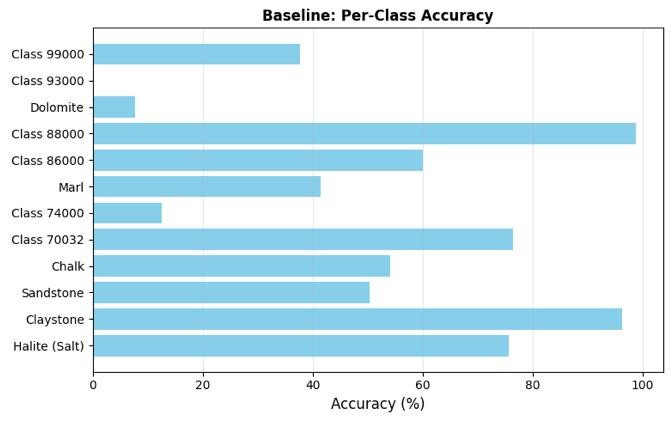 Baseline: Per-Class Accuracy
Class 99000
Class 93000
Dolomite
Class 88000
Class 86000
Marl
Class 74000
Class 70032
Chalk
Sandstone
Claystone
Halite (Salt)
0 20 40 60 80 100
Accuracy (%)